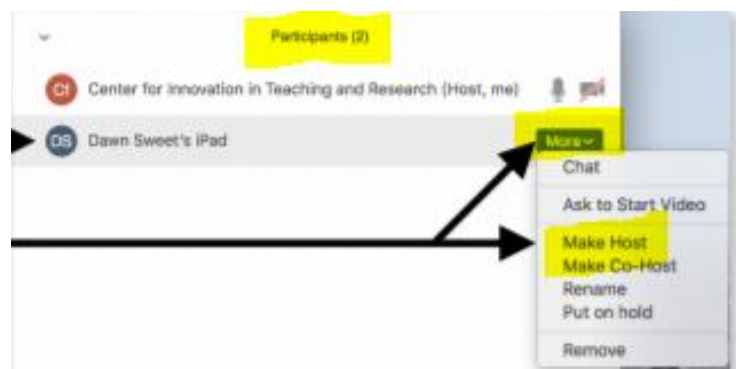 Participants (2)
Cf Center for Innovation in Teaching and Research (Host, me)
DS Dawn Sweet's iPad More
Chat
Ask to Start Video
Make Host
Make Co-Host
Rename
Put on hold
Remove